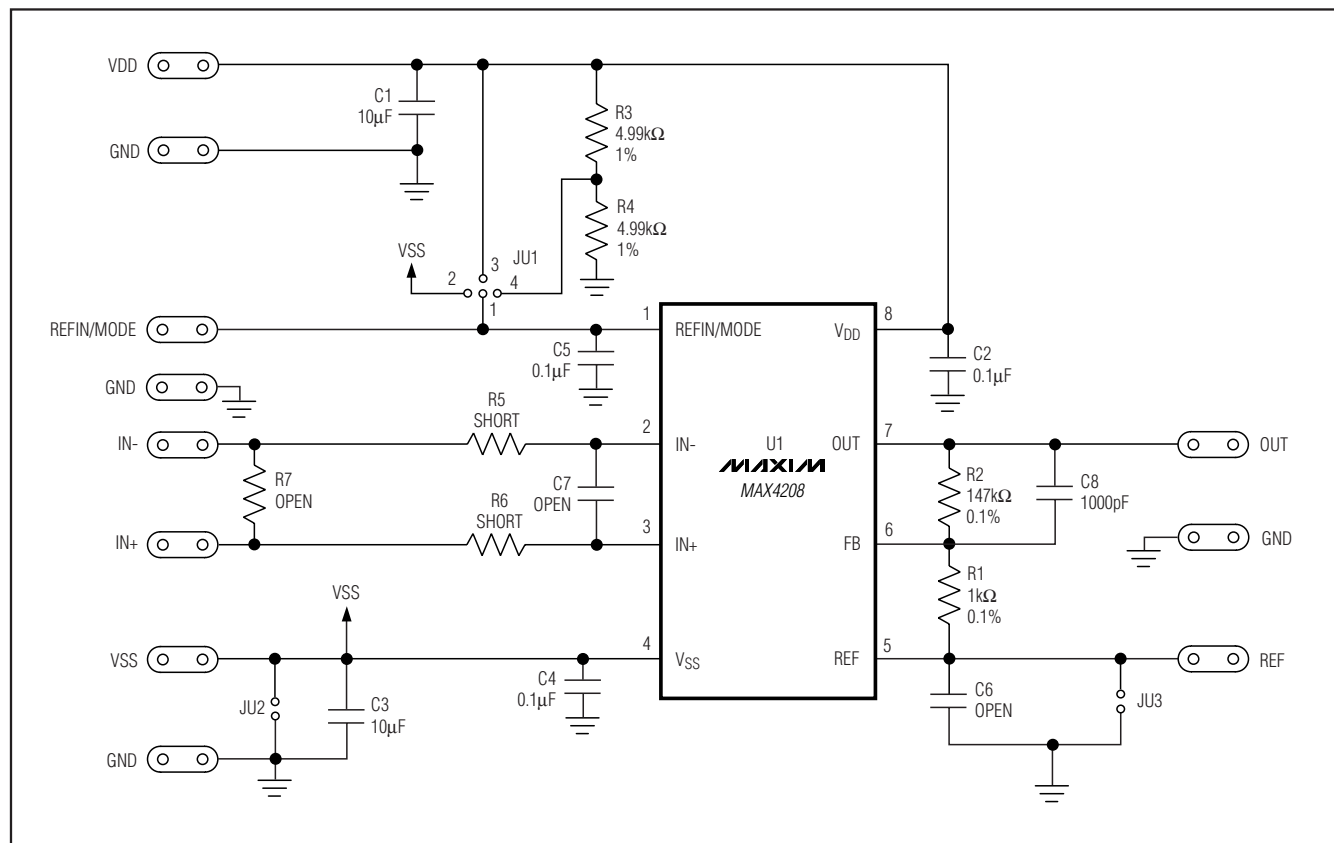 VDD
C1
10µF
GND
R3
4.99kΩ
1%
R4
4.99kΩ
1%
VSS
JU1
3
2
4
1
REFIN/MODE
1
REFIN/MODE
VDD
8
C5
0.1µF
C2
0.1µF
GND
R5
SHORT
IN-
2
IN-
U1
MAXIM
MAX4208
OUT
7
OUT
R7
OPEN
C7
OPEN
R2
147kΩ
0.1%
C8
1000pF
R6
SHORT
IN+
3
IN+
FB
6
GND
R1
1kΩ
0.1%
VSS
VSS
4
VSS
REF
5
REF
JU2
C3
10µF
C4
0.1µF
C6
OPEN
JU3
GND